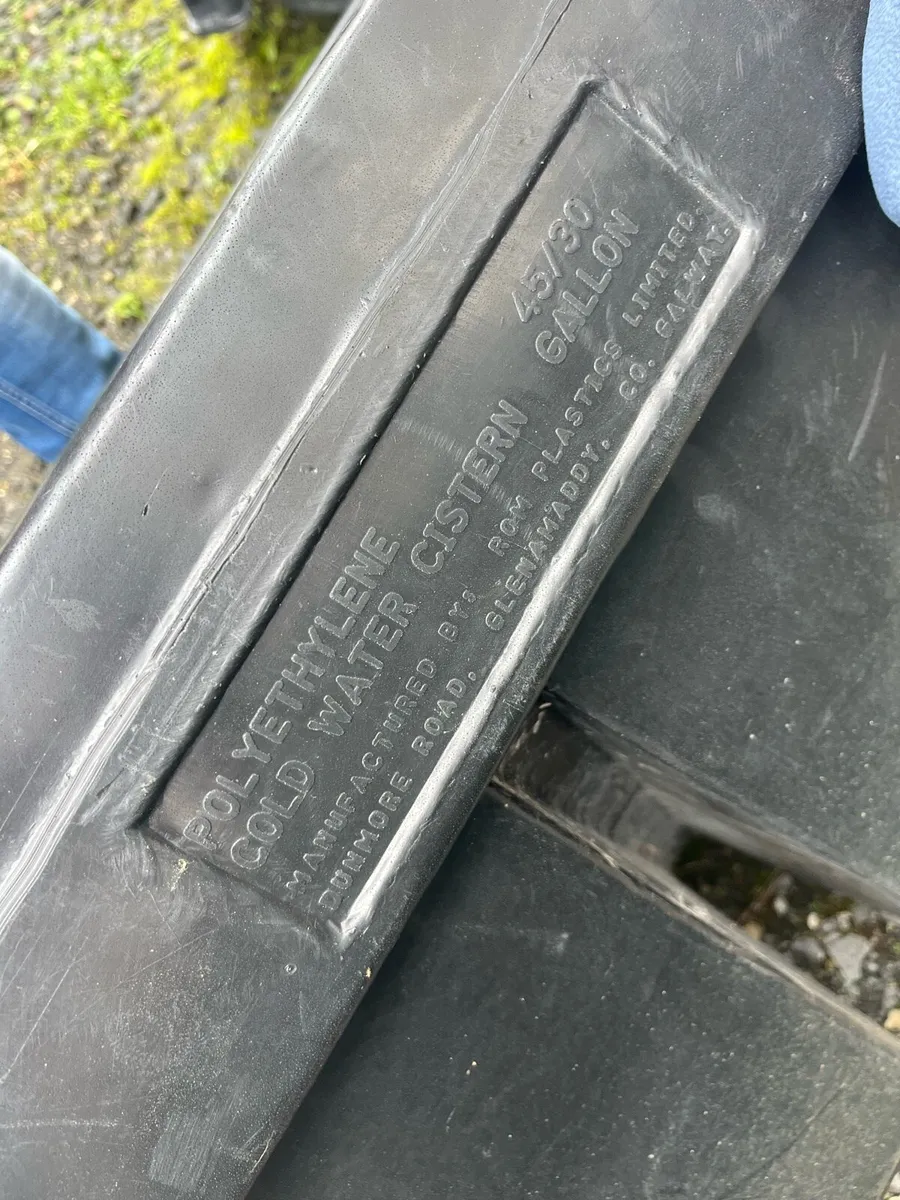 POLYETHYLENE 45/30
COLD WATER CISTERN GALLON
MANUFACTURED BY: ROM PLASTICS LIMITED.
DUNMORE ROAD. GLENAMADDY. CO. GALWAY.